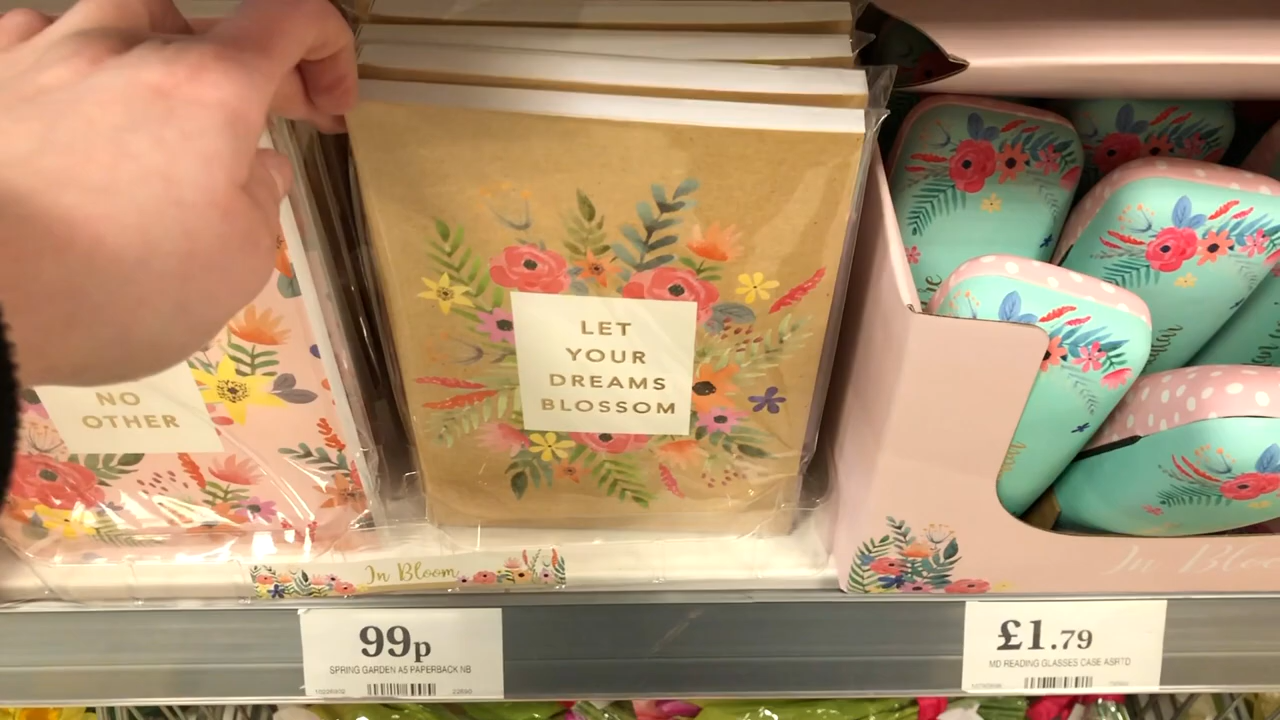 NO
OTHER
LET
YOUR
DREAMS
BLOSSOM
In Bloom
In Bloo
99p
SPRING GARDEN A5 PAPERBACK NB
£1.79
MD READING GLASSES CASE ASRTD